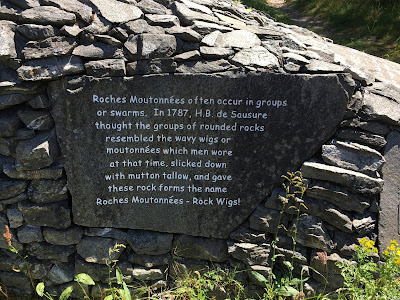 Roches Moutonnées often occur in groups
or swarms. In 1787, H.B. de Sausure
thought the groups of rounded rocks
resembled the wavy wigs or
moutonnées which men wore
at that time, slicked down
with mutton tallow, and gave
these rock forms the name
Roches Moutonnées - Rock Wigs!